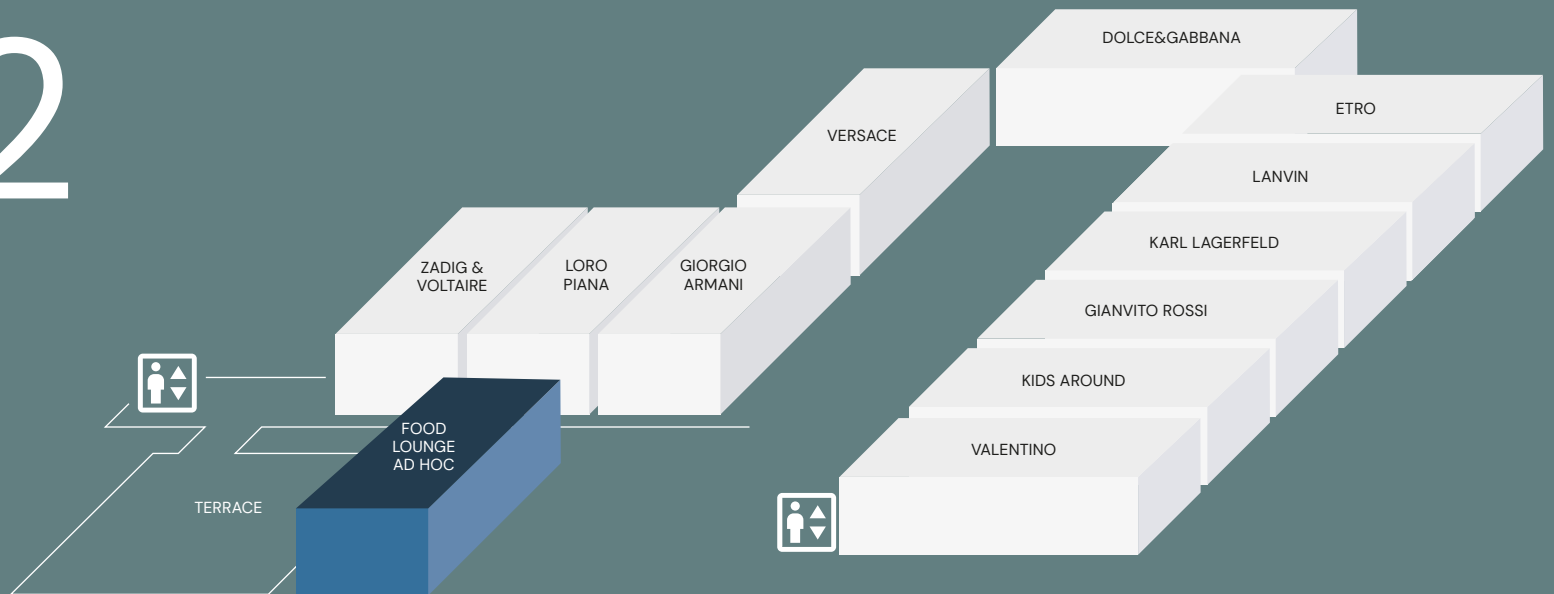 2
DOLCE&GABBANA
ETRO
VERSACE
LANVIN
KARL LAGERFELD
ZADIG &
VOLTAIRE
LORO
PIANA
GIORGIO
ARMANI
GIANVITO ROSSI
KIDS AROUND
FOOD
LOUNGE
AD HOC
VALENTINO
TERRACE